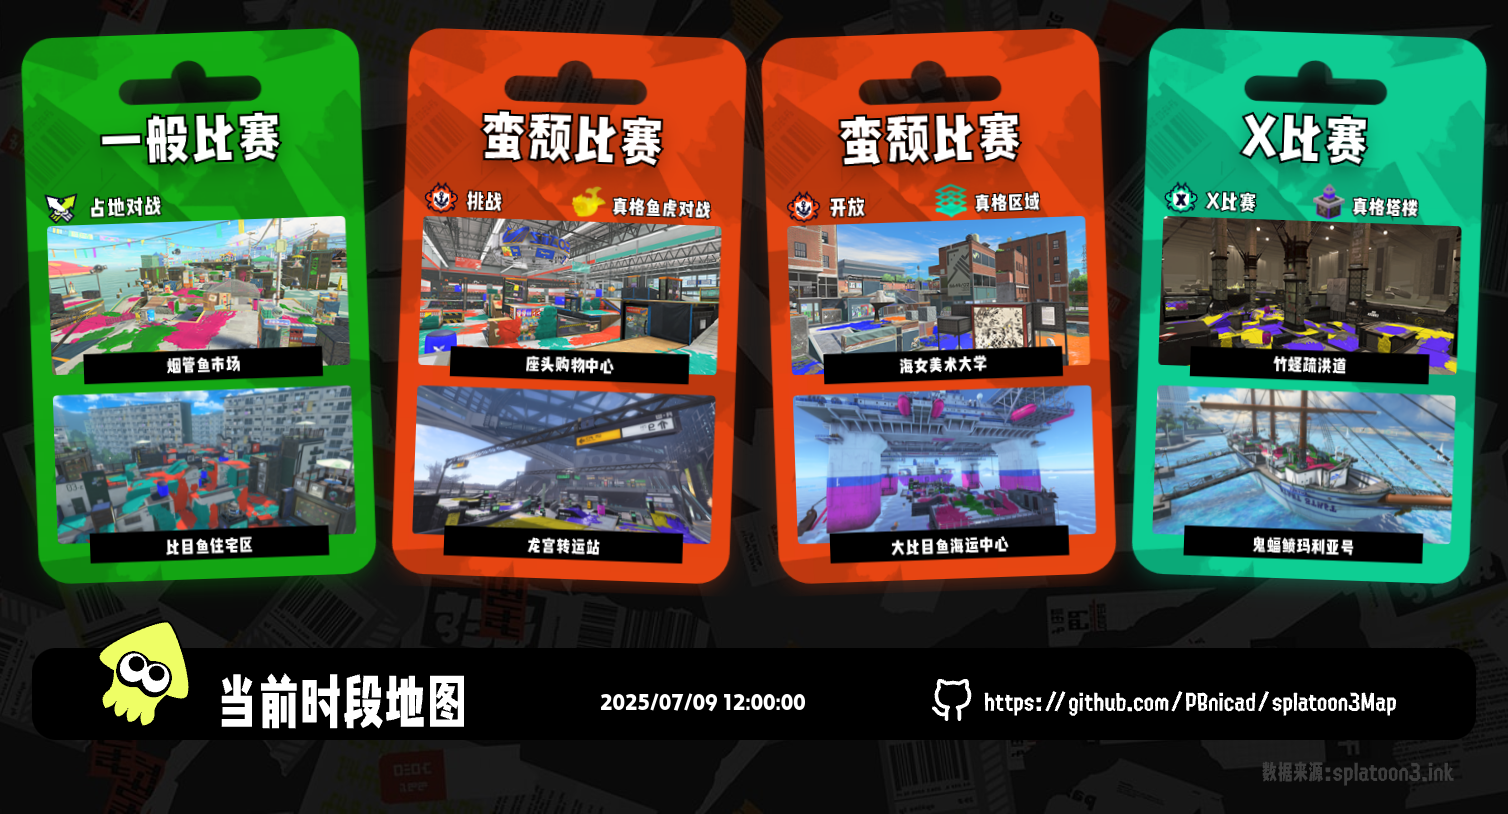 一般比赛
占地对战
烟管鱼市场
比目鱼住宅区
蛮颓比赛
挑战
真格鱼虎对战
座头购物中心
龙宫转运站
蛮颓比赛
开放
真格区域
海女美术大学
大比目鱼海运中心
X比赛
X比赛
真格塔楼
竹蛏疏洪道
鬼蝠鲼玛利亚号
当前时段地图
2025/07/09 12:00:00
https://github.com/PBnicad/splatoon3Map
数据来源:splatoon3.ink